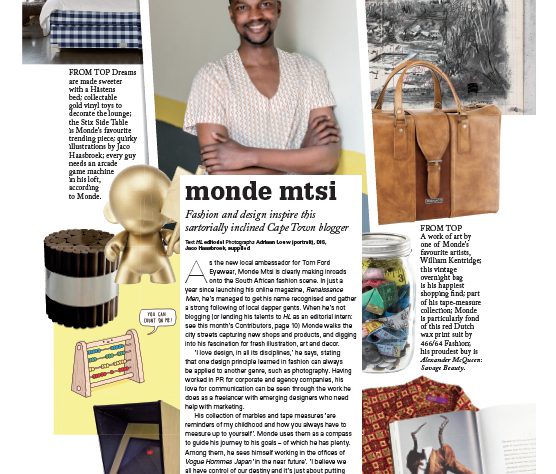 FROM TOP Dreams
are made sweeter
with a Hästens
bed; collectable
gold vinyl toys to
decorate the lounge;
the Stix Side Table
is Monde's favourite
trending piece; quirky
illustrations by Jaco
Haasbroek; every guy
needs an arcade
game machine
in his loft,
according
to Monde.
YOU CAN
COUNT ON ME!
monde mtsi
Fashion and design inspire this
sartorially inclined Cape Town blogger
Text HL editorial Photographs Adriaan Louw (portrait), DIS,
Jaco Haasbroek, supplied
As the new local ambassador for Tom Ford
Eyewear, Monde Mtsi is clearly making inroads
onto the South African fashion scene. In just a
year since launching his online magazine, Renaissance
Men, he's managed to get his name recognised and gather
a strong following of local dapper gents. When he's not
blogging (or lending his talents to HL as an editorial intern:
see this month's Contributors, page 10) Monde walks the
city streets capturing new shops and products, and digging
into his fascination for fresh illustration, art and decor.
'I love design, in all its disciplines,' he says, stating
that one design principle learned in fashion can always
be applied to another genre, such as photography. Having
worked in PR for corporate and agency companies, his
love for communication can be seen through the work he
does as a freelancer with emerging designers who need
help with marketing.
His collection of marbles and tape measures 'are
reminders of my childhood and how you always have to
measure up to yourself'. Monde uses them as a compass
to guide his journey to his goals – of which he has plenty.
Among them, he sees himself working in the offices of
Vogue Hommes Japan 'in the near future'. 'I believe we
all have control of our destiny and it's just about putting
FROM TOP
A work of art by
one of Monde's
favourite artists,
William Kentridge;
this vintage
overnight bag
is his happiest
shopping find; part
of his tape-measure
collection; Monde
is particularly fond
of this red Dutch
wax print suit by
466/64 Fashion;
his proudest buy is
Alexander McQueen:
Savage Beauty.